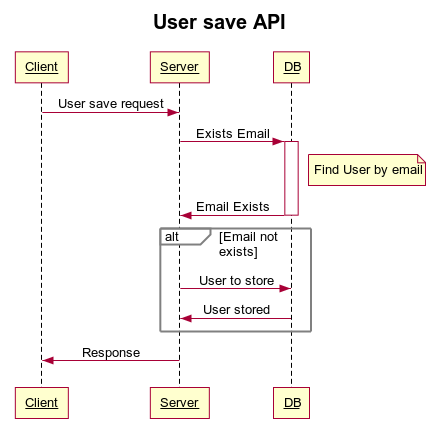 User save API
Client Server DB
User save request
Exists Email
Find User by email
Email Exists
alt [Email not
exists]
User to store
User stored
Response
Client Server DB